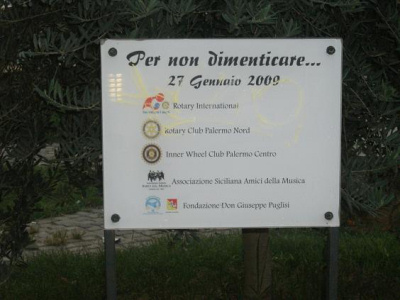 Per non dimenticare...
27 Gennaio 2009
Rotary International
Rotary Club Palermo Nord
Inner Wheel Club Palermo Centro
Associazione Siciliana Amici della Musica
Fondazione Don Giuseppe Puglisi